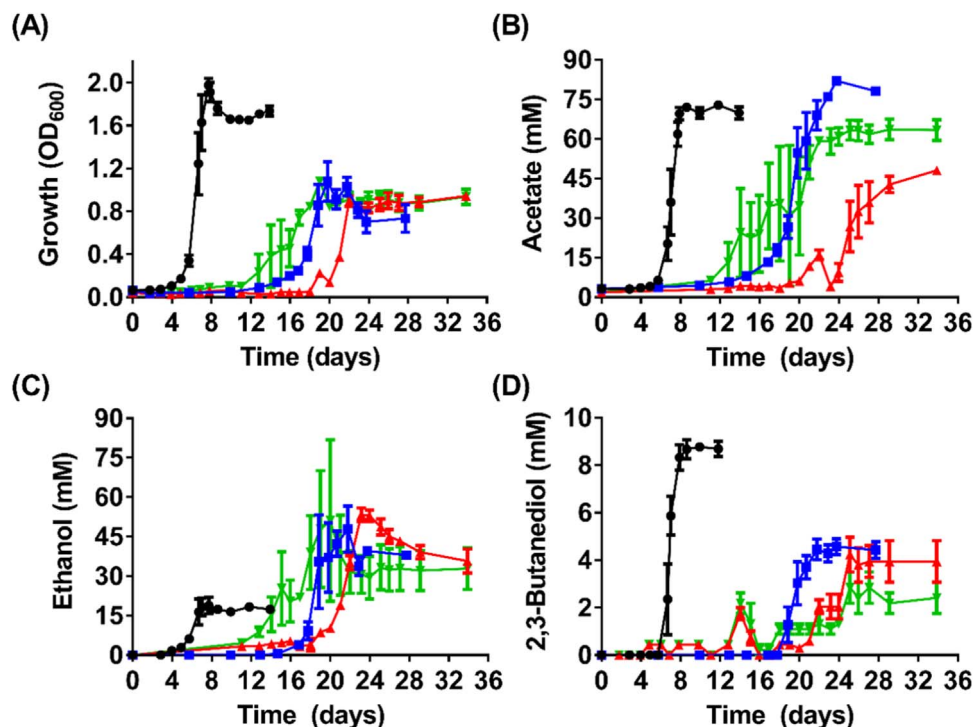 (A)
Growth (OD600)
2.0
1.6
1.2
0.8
0.4
0.0
0 4 8 12 16 20 24 28 32 36
Time (days)
(B)
Acetate (mM)
90
75
60
45
30
15
0
0 4 8 12 16 20 24 28 32 36
Time (days)
(C)
Ethanol (mM)
90
75
60
45
30
15
0
0 4 8 12 16 20 24 28 32 36
Time (days)
(D)
2,3-Butanediol (mM)
10
8
6
4
2
0
0 4 8 12 16 20 24 28 32 36
Time (days)